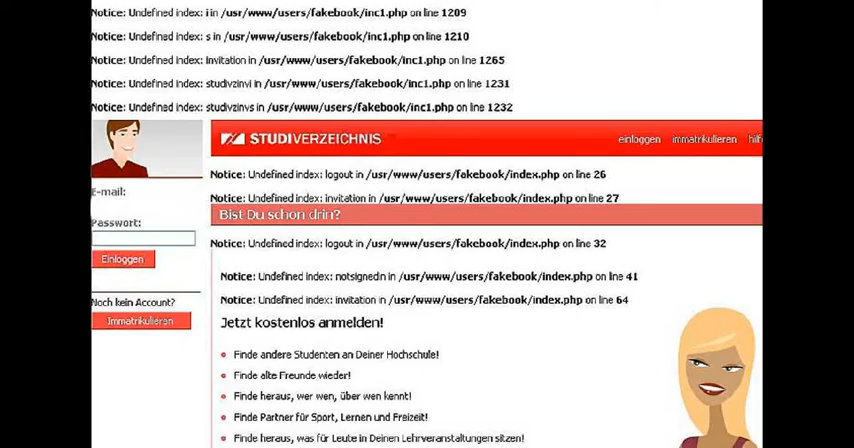 Notice: Undefined index: i in /usr/www/users/fakebook/inc1.php on line 1209
Notice: Undefined index: s in /usr/www/users/fakebook/inc1.php on line 1210
Notice: Undefined index: invitation in /usr/www/users/fakebook/inc1.php on line 1265
Notice: Undefined index: studivzinvi in /usr/www/users/fakebook/inc1.php on line 1231
Notice: Undefined index: studivzinvs in /usr/www/users/fakebook/inc1.php on line 1232
STUDIVERZEICHNIS einloggen immatrikulieren hilf
Notice: Undefined index: logout in /usr/www/users/fakebook/index.php on line 26
E-mail:
Notice: Undefined index: invitation in /usr/www/users/fakebook/index.php on line 27
Bist Du schon drin?
Passwort:
Notice: Undefined index: logout in /usr/www/users/fakebook/index.php on line 32
Einloggen
Notice: Undefined index: notsignedin in /usr/www/users/fakebook/index.php on line 41
Noch kein Account?
Notice: Undefined index: invitation in /usr/www/users/fakebook/index.php on line 64
Immatrikulieren
Jetzt kostenlos anmelden!
Finde andere Studenten an Deiner Hochschule!
Finde alte Freunde wieder!
Finde heraus, wer wen, über wen kennt!
Finde Partner für Sport, Lernen und Freizeit!
Finde heraus, was für Leute in Deinen Lehrveranstaltungen sitzen!